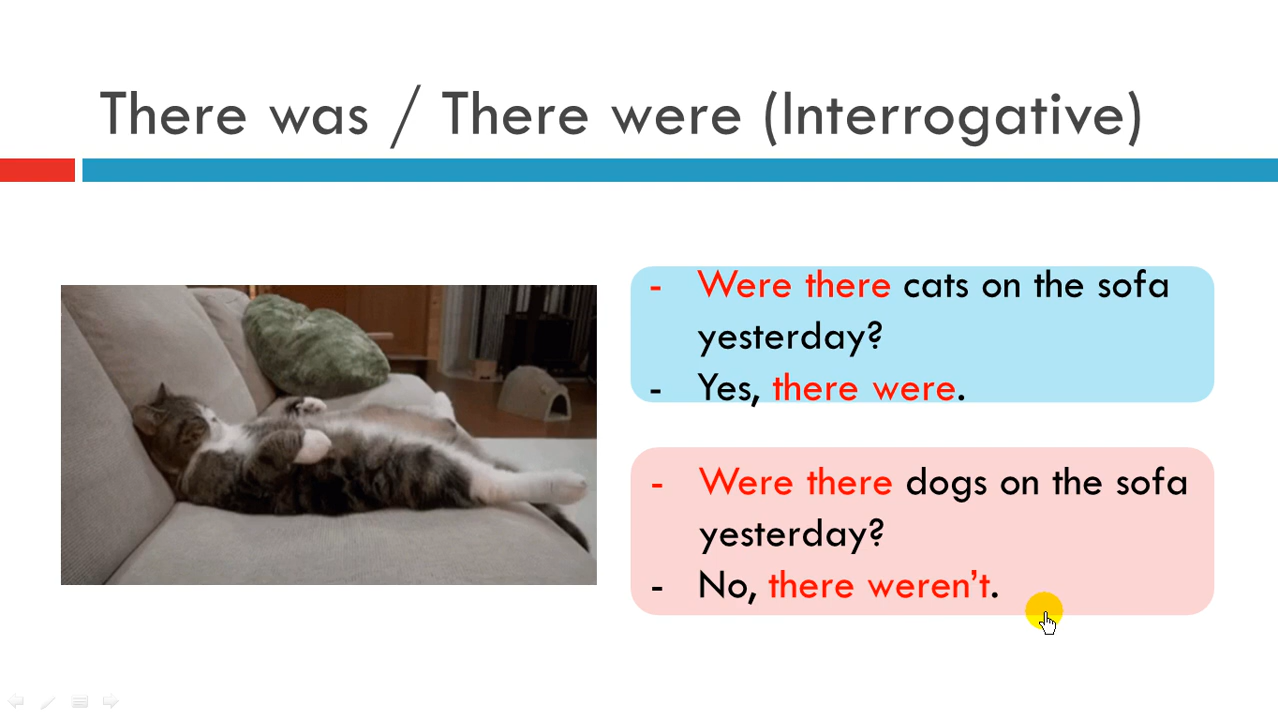 There was / There were (Interrogative)
- Were there cats on the sofa
yesterday?
- Yes, there were.
- Were there dogs on the sofa
yesterday?
- No, there weren’t.